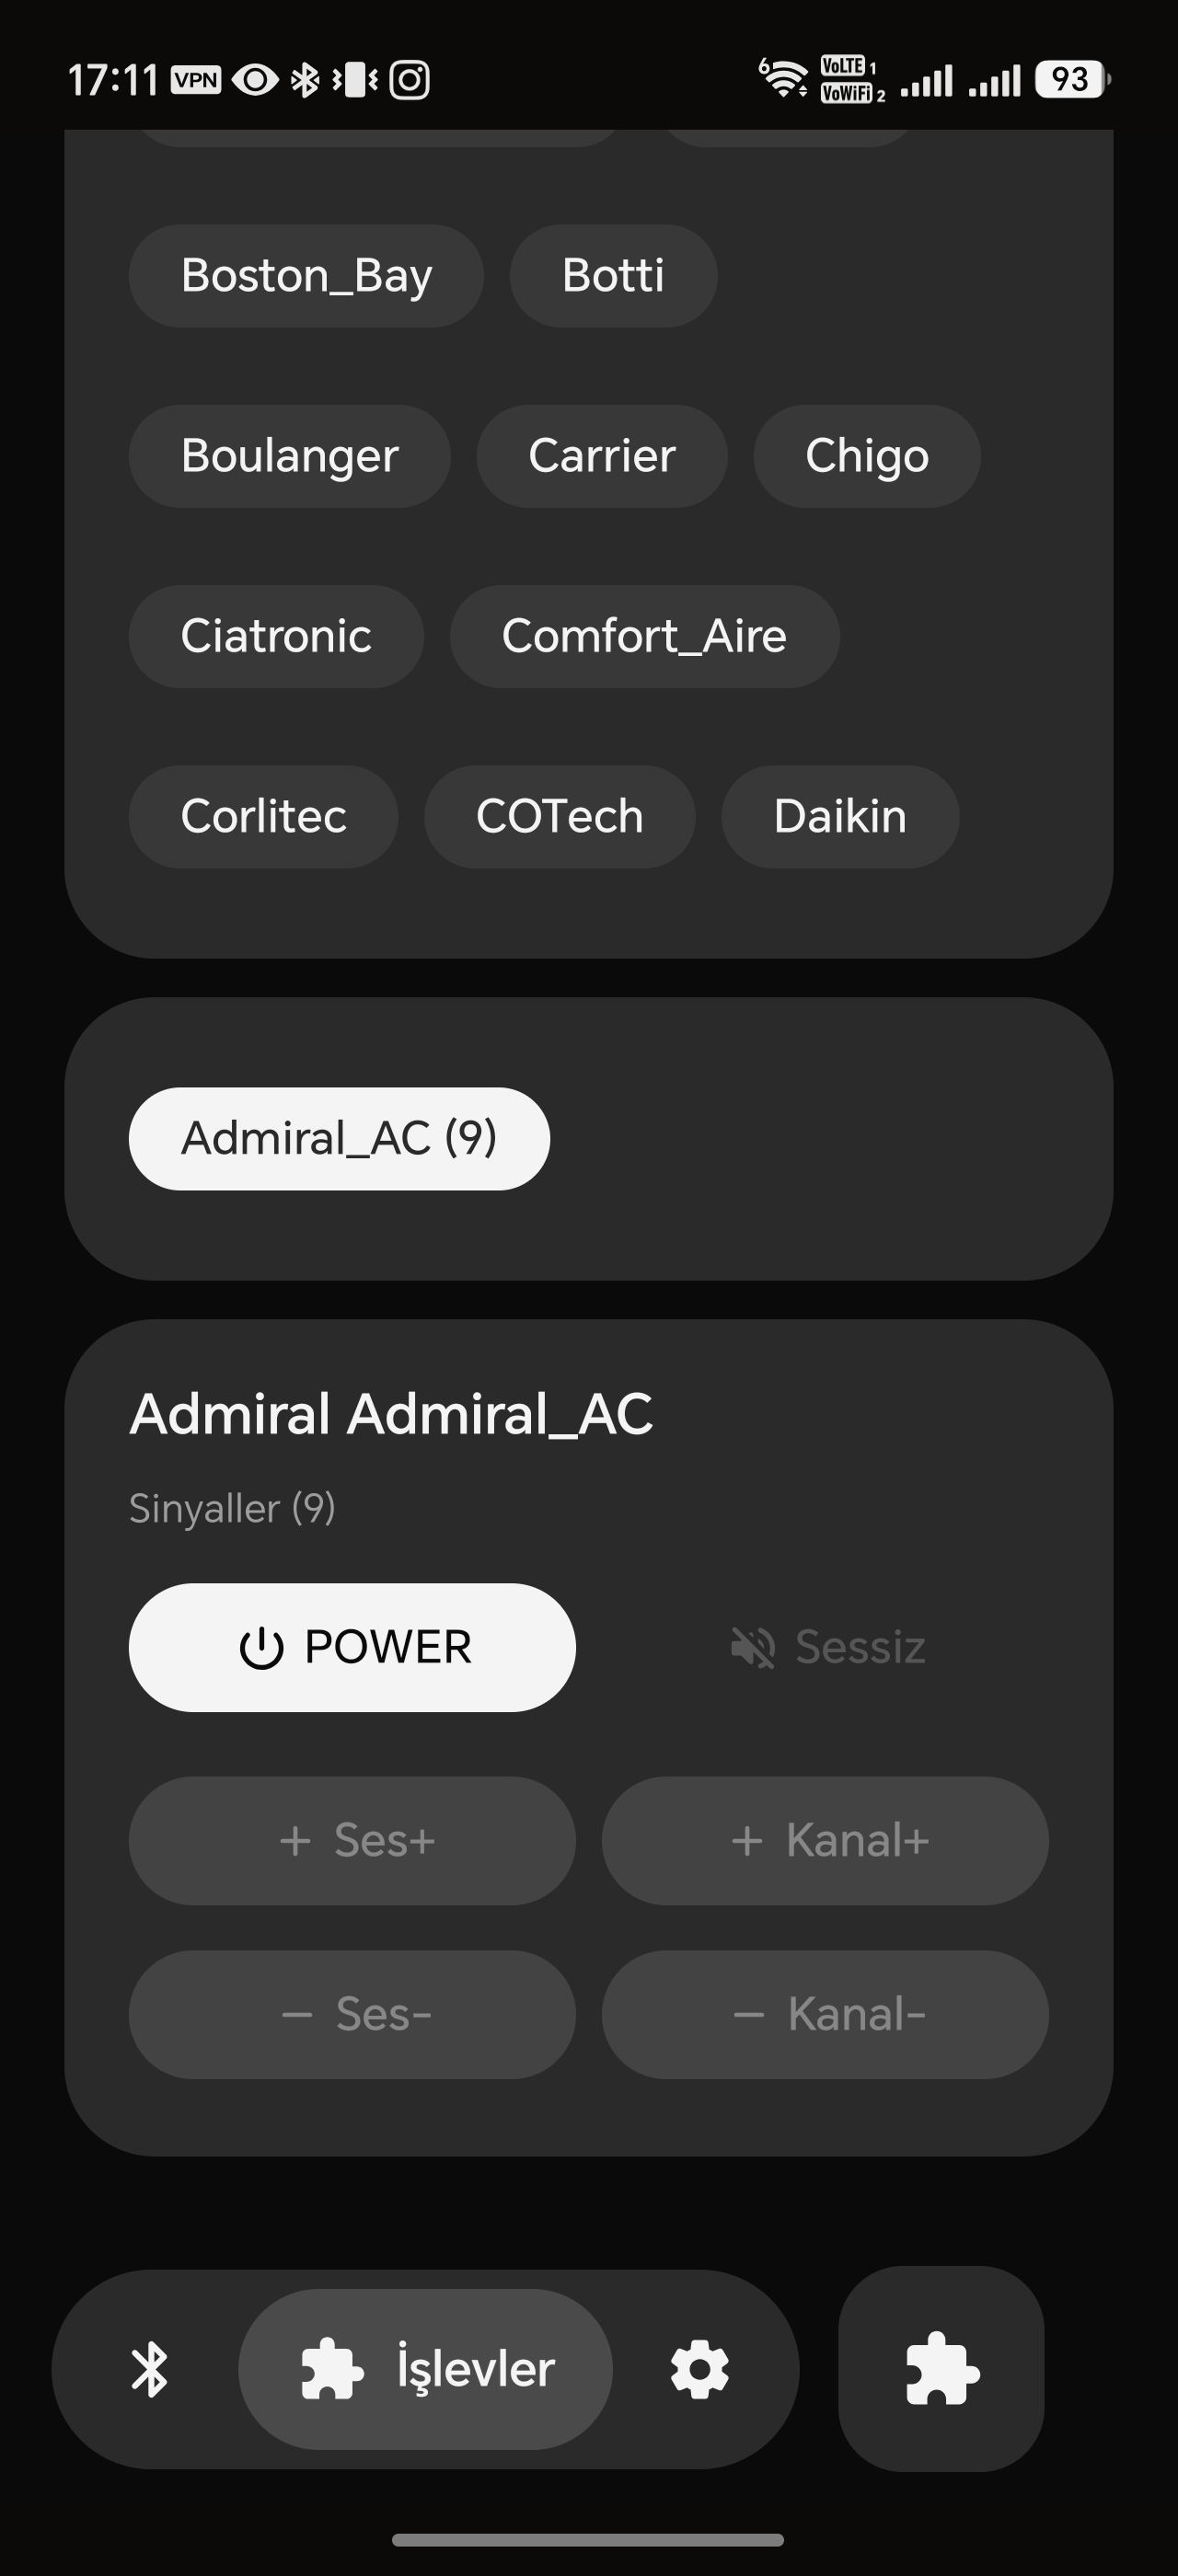 17:11 VPN 6 VoLTE 1 VoWiFi 2 93
Boston_Bay Botti
Boulanger Carrier Chigo
Ciatronic Comfort_Aire
Corlitec COTech Daikin
Admiral_AC (9)
Admiral Admiral_AC
Sinyaller (9)
POWER Sessiz
+ Ses+ + Kanal+
− Ses- − Kanal-
İşlevler